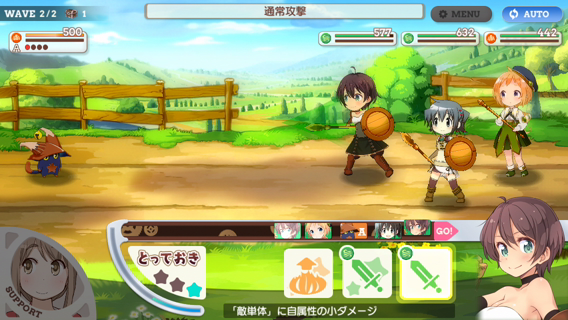 WAVE 2/2 1
通常攻撃
MENU
AUTO
500
A
577
632
442
A
GO!
とっておき
SUPPORT
「敵単体」に自属性の小ダメージ